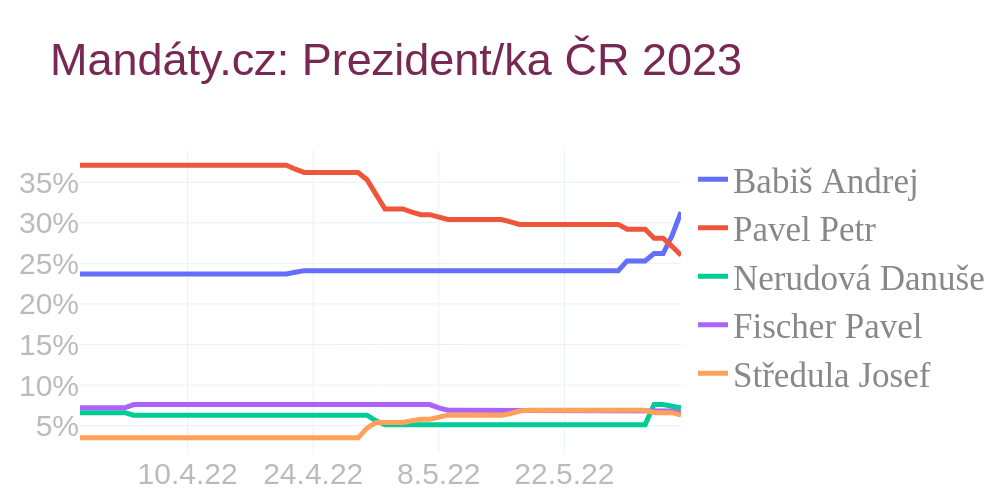 Mandáty.cz: Prezident/ka ČR 2023
35%
30%
25%
20%
15%
10%
5%
10.4.22
24.4.22
8.5.22
22.5.22
Babiš Andrej
Pavel Petr
Nerudová Danuše
Fischer Pavel
Středula Josef